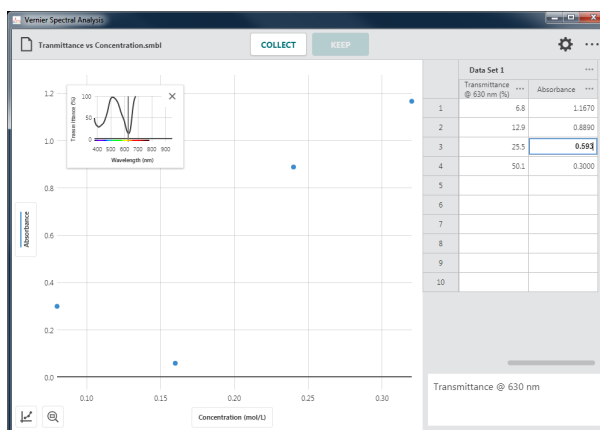 Vernier Spectral Analysis
Tranmittance vs Concentration.smbl
COLLECT
KEEP
Data Set 1
Transmittance @ 630 nm (%)
Absorbance
1 6.8 1.1670
2 12.9 0.8890
3 25.5 0.593
4 50.1 0.3000
5
6
7
8
9
10
Transmittance @ 630 nm
Absorbance
1.2
1.0
0.8
0.6
0.4
0.2
0.0
0.10 0.15 0.20 0.25 0.30
Concentration (mol/L)
Transmittance (%)
100
50
0
400 500 600 700 800 900
Wavelength (nm)